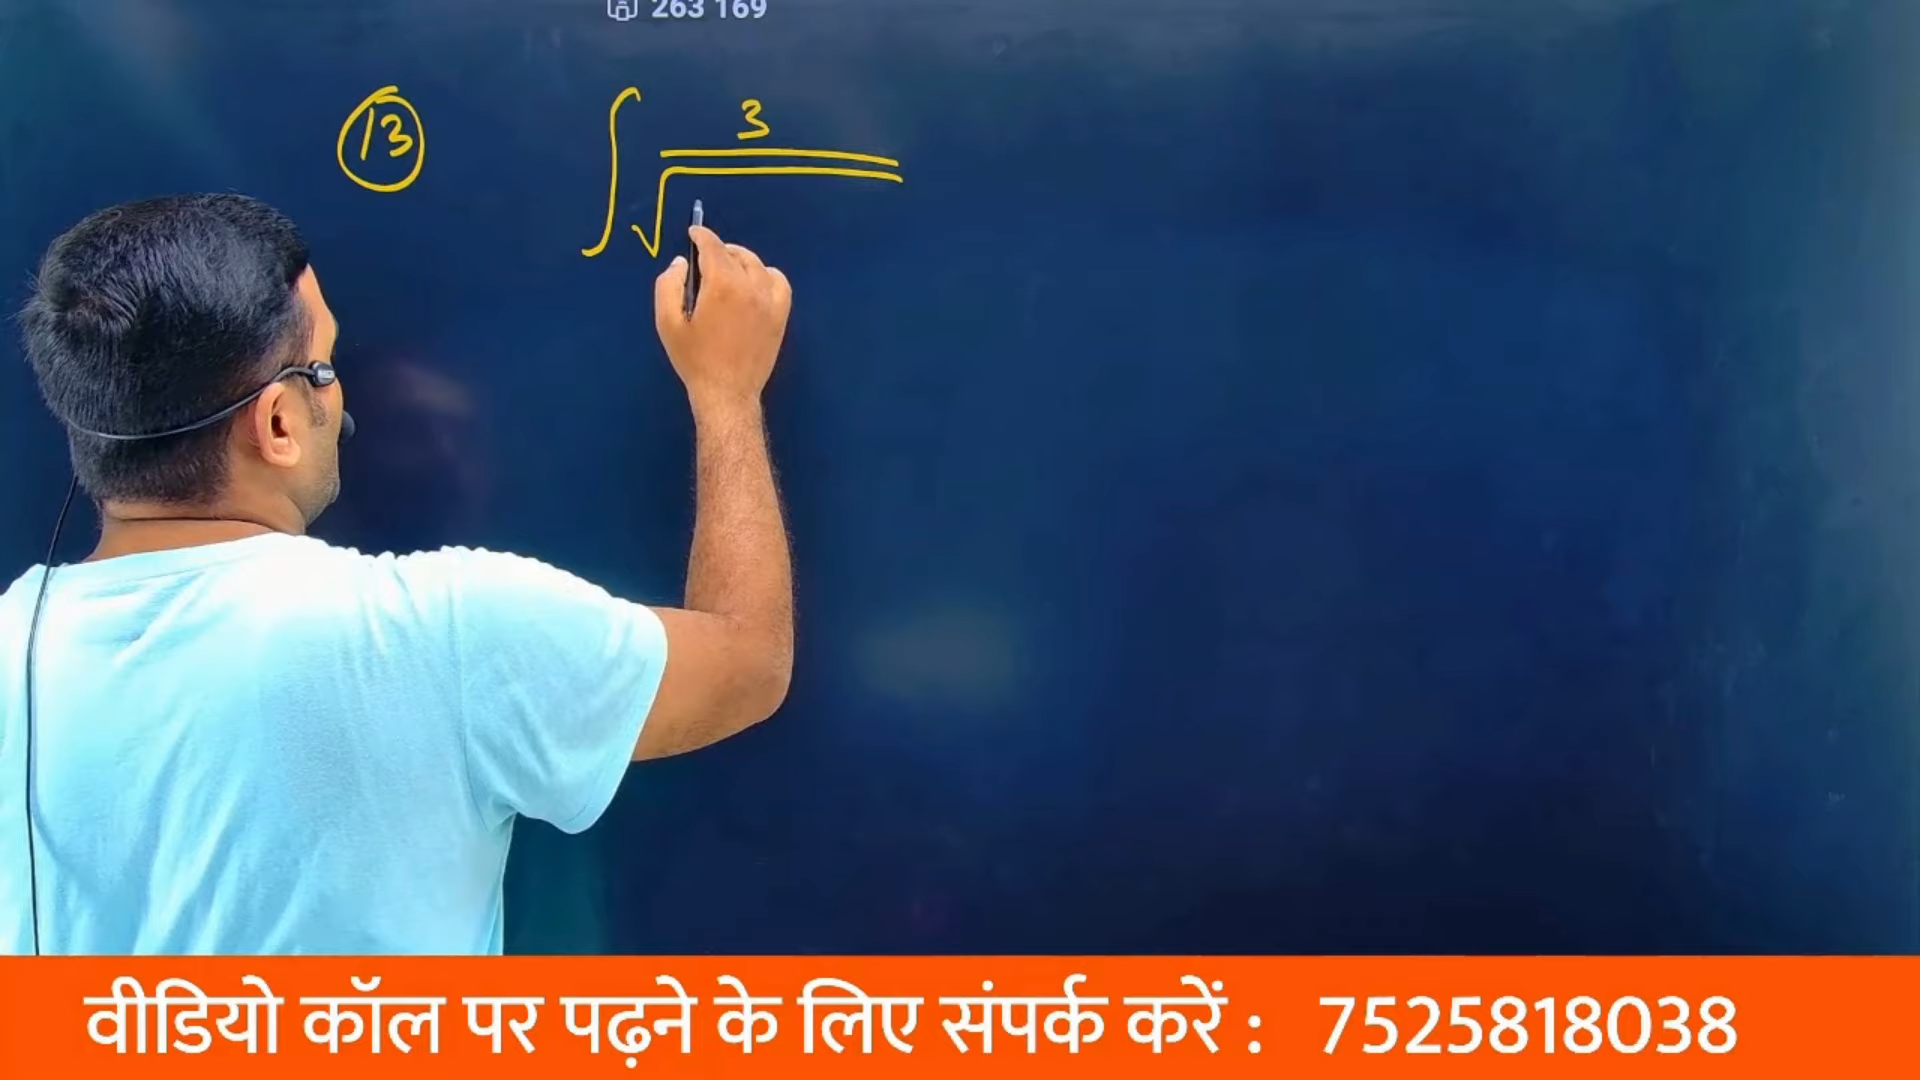 263 169
13
∫ 3 / √
वीडियो कॉल पर पढ़ने के लिए संपर्क करें : 7525818038